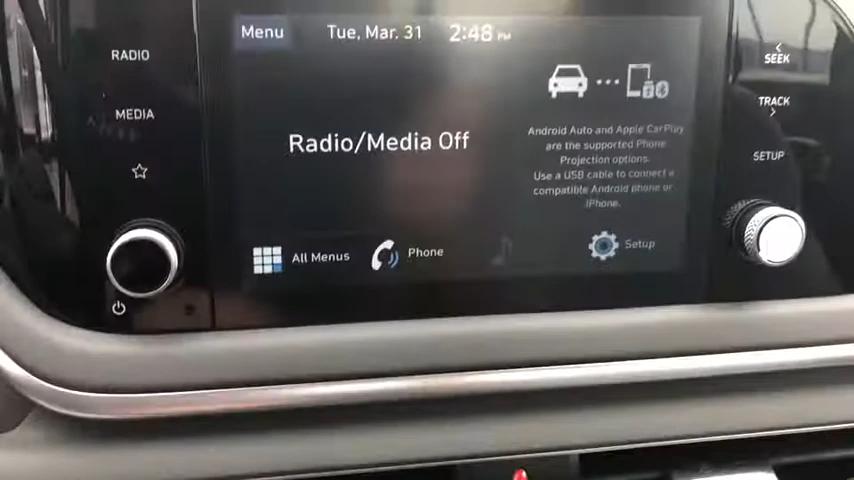 Menu Tue, Mar. 31 2:48 PM
RADIO
MEDIA
SEEK
TRACK
SETUP
Radio/Media Off
Android Auto and Apple CarPlay
are the supported Phone
Projection options.
Use a USB cable to connect a
compatible Android phone or
iPhone.
All Menus
Phone
Setup